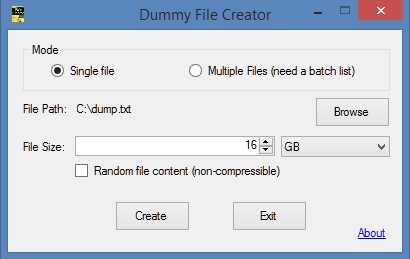 Dummy File Creator
Mode
Single file
Multiple Files (need a batch list)
File Path: C:\dump.txt
Browse
File Size: 16 GB
Random file content (non-compressible)
Create
Exit
About